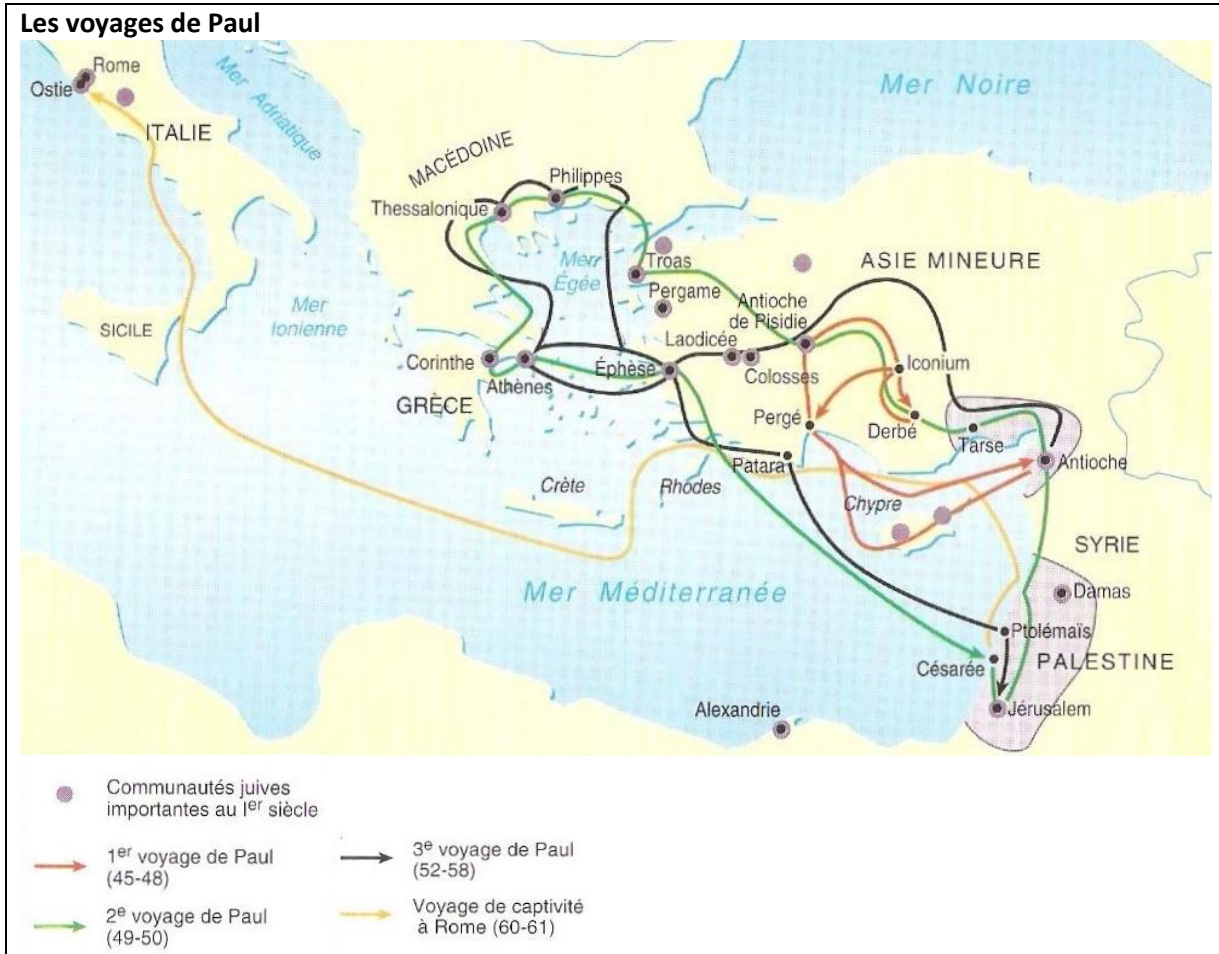 Les voyages de Paul
Rome
Ostie
ITALIE
Mer Adriatique
Mer Noire
MACÉDOINE
Philippes
Thessalonique
Merr
Égée
Troas
Pergame
ASIE MINEURE
Antioche
de Pisidie
Mer
Ionienne
SICILE
Laodicée
Colosses
Iconium
Corinthe
Athènes
Éphèse
GRÈCE
Pergé
Derbé
Tarse
Patara
Antioche
Crète
Rhodes
Chypre
SYRIE
Mer Méditerranée
Damas
Ptolémaïs
Césarée
PALESTINE
Alexandrie
Jérusalem
Communautés juives
importantes au Ier siècle
1er voyage de Paul
(45-48)
2e voyage de Paul
(49-50)
3e voyage de Paul
(52-58)
Voyage de captivité
à Rome (60-61)